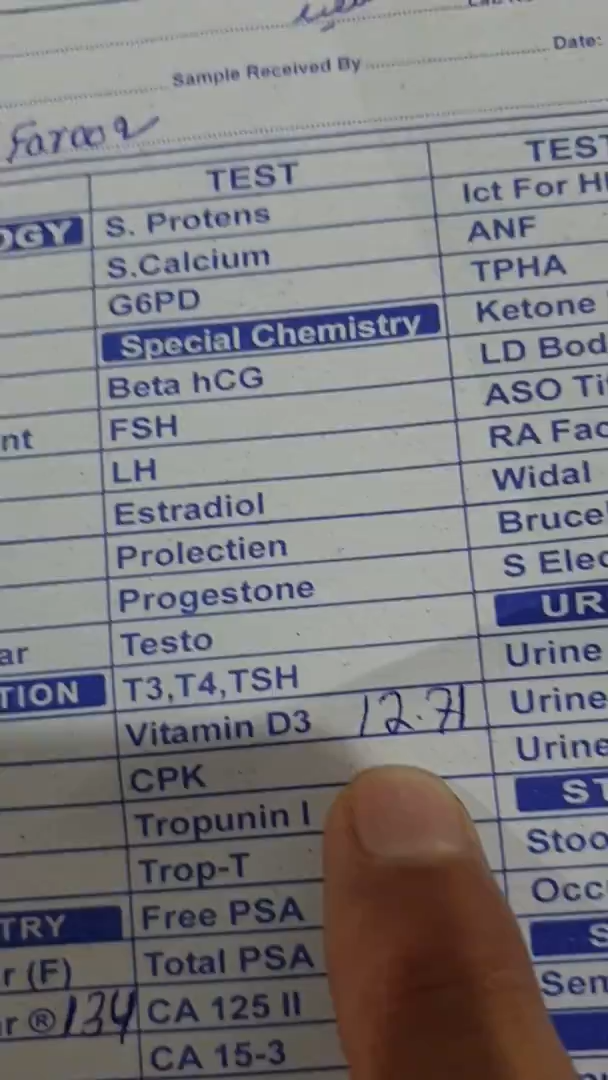 Sample Received By
Date:
Farooq
TEST
S. Protens
S.Calcium
G6PD
Special Chemistry
Beta hCG
FSH
LH
Estradiol
Prolectien
Progestone
Testo
T3,T4,TSH
Vitamin D3 12.71
CPK
Tropunin I
Trop-T
Free PSA
Total PSA
CA 125 II
CA 15-3
OGY
nt
ar
TION
TRY
r (F)
r ® 134
TEST
Ict For H
ANF
TPHA
Ketone
LD Bod
ASO Ti
RA Fac
Widal
Bruce
S Elec
UR
Urine
Urine
Urine
ST
Stoo
Occ
S
Sen